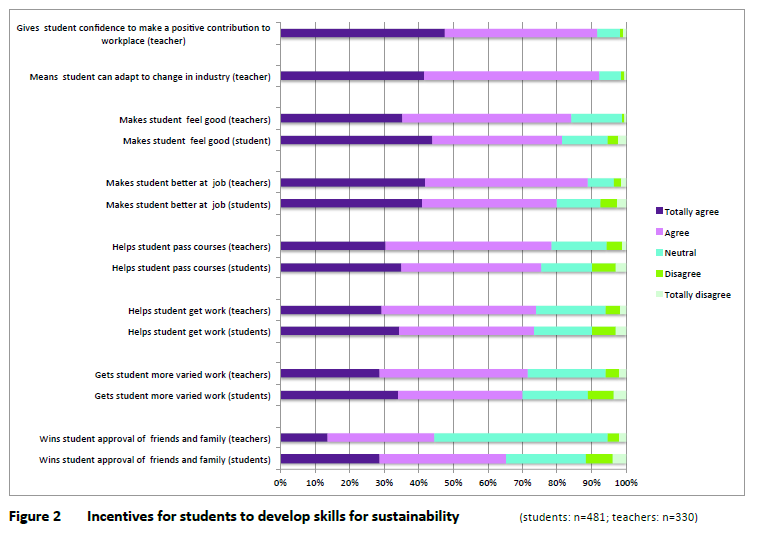 Gives student confidence to make a positive contribution to
workplace (teacher)
Means student can adapt to change in industry (teacher)
Makes student feel good (teachers)
Makes student feel good (student)
Makes student better at job (teachers)
Makes student better at job (students)
Helps student pass courses (teachers)
Helps student pass courses (students)
Helps student get work (teachers)
Helps student get work (students)
Gets student more varied work (teachers)
Gets student more varied work (students)
Wins student approval of friends and family (teachers)
Wins student approval of friends and family (students)
0% 10% 20% 30% 40% 50% 60% 70% 80% 90% 100%
Totally agree
Agree
Neutral
Disagree
Totally disagree
Figure 2 Incentives for students to develop skills for sustainability (students: n=481; teachers: n=330)